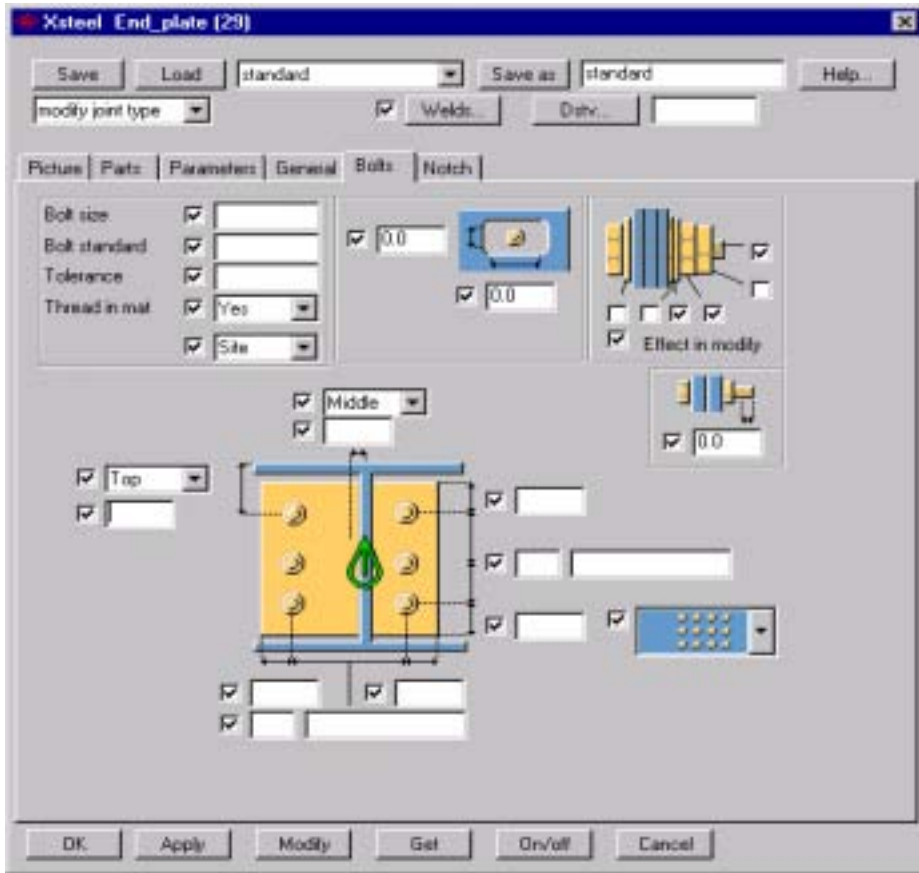 Xsteel End_plate (29)
Save Load standard Save as standard Help...
modify joint type Welds... Dstv...
Picture Parts Parameters General Bolts Notch
Bolt size
Bolt standard
Tolerance
Thread in mat Yes
Site
0.0
0.0
Effect in modify
0.0
Middle
Top
OK Apply Modify Get On/off Cancel